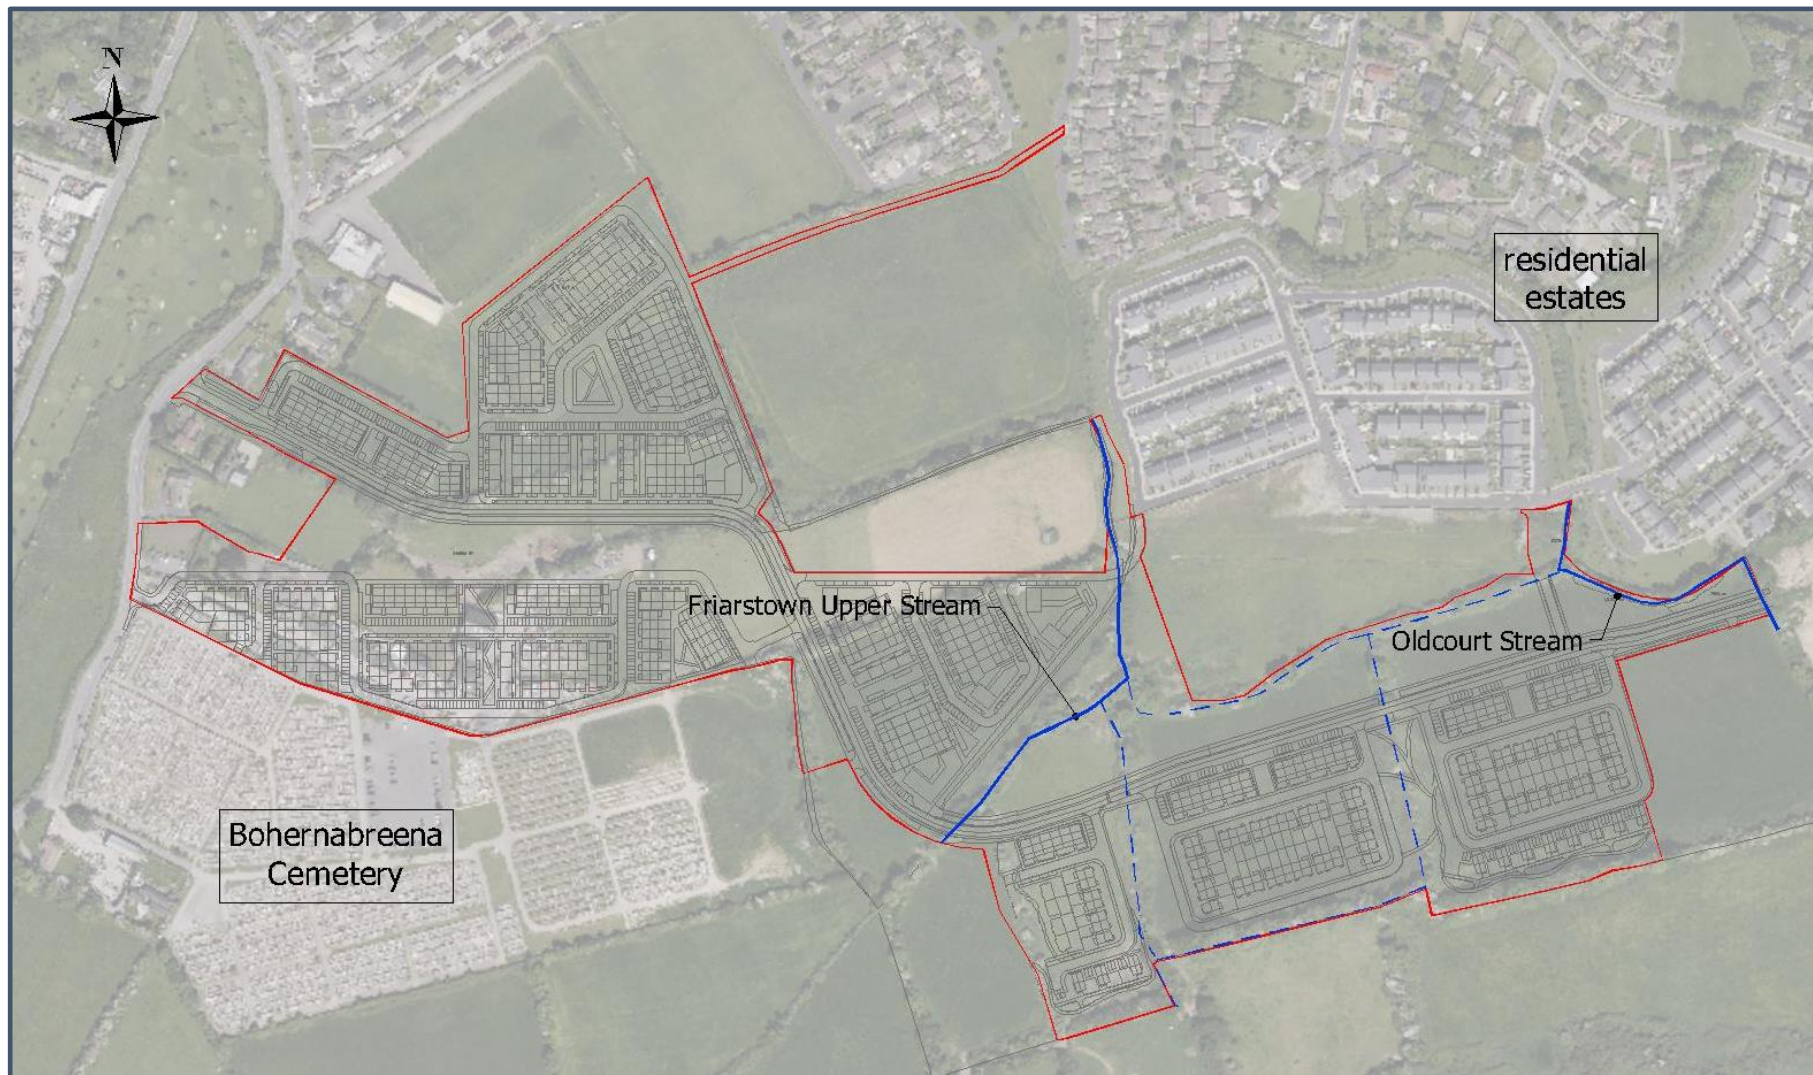 N
residential
estates
Friarstown Upper Stream
Oldcourt Stream
Bohernabreena
Cemetery